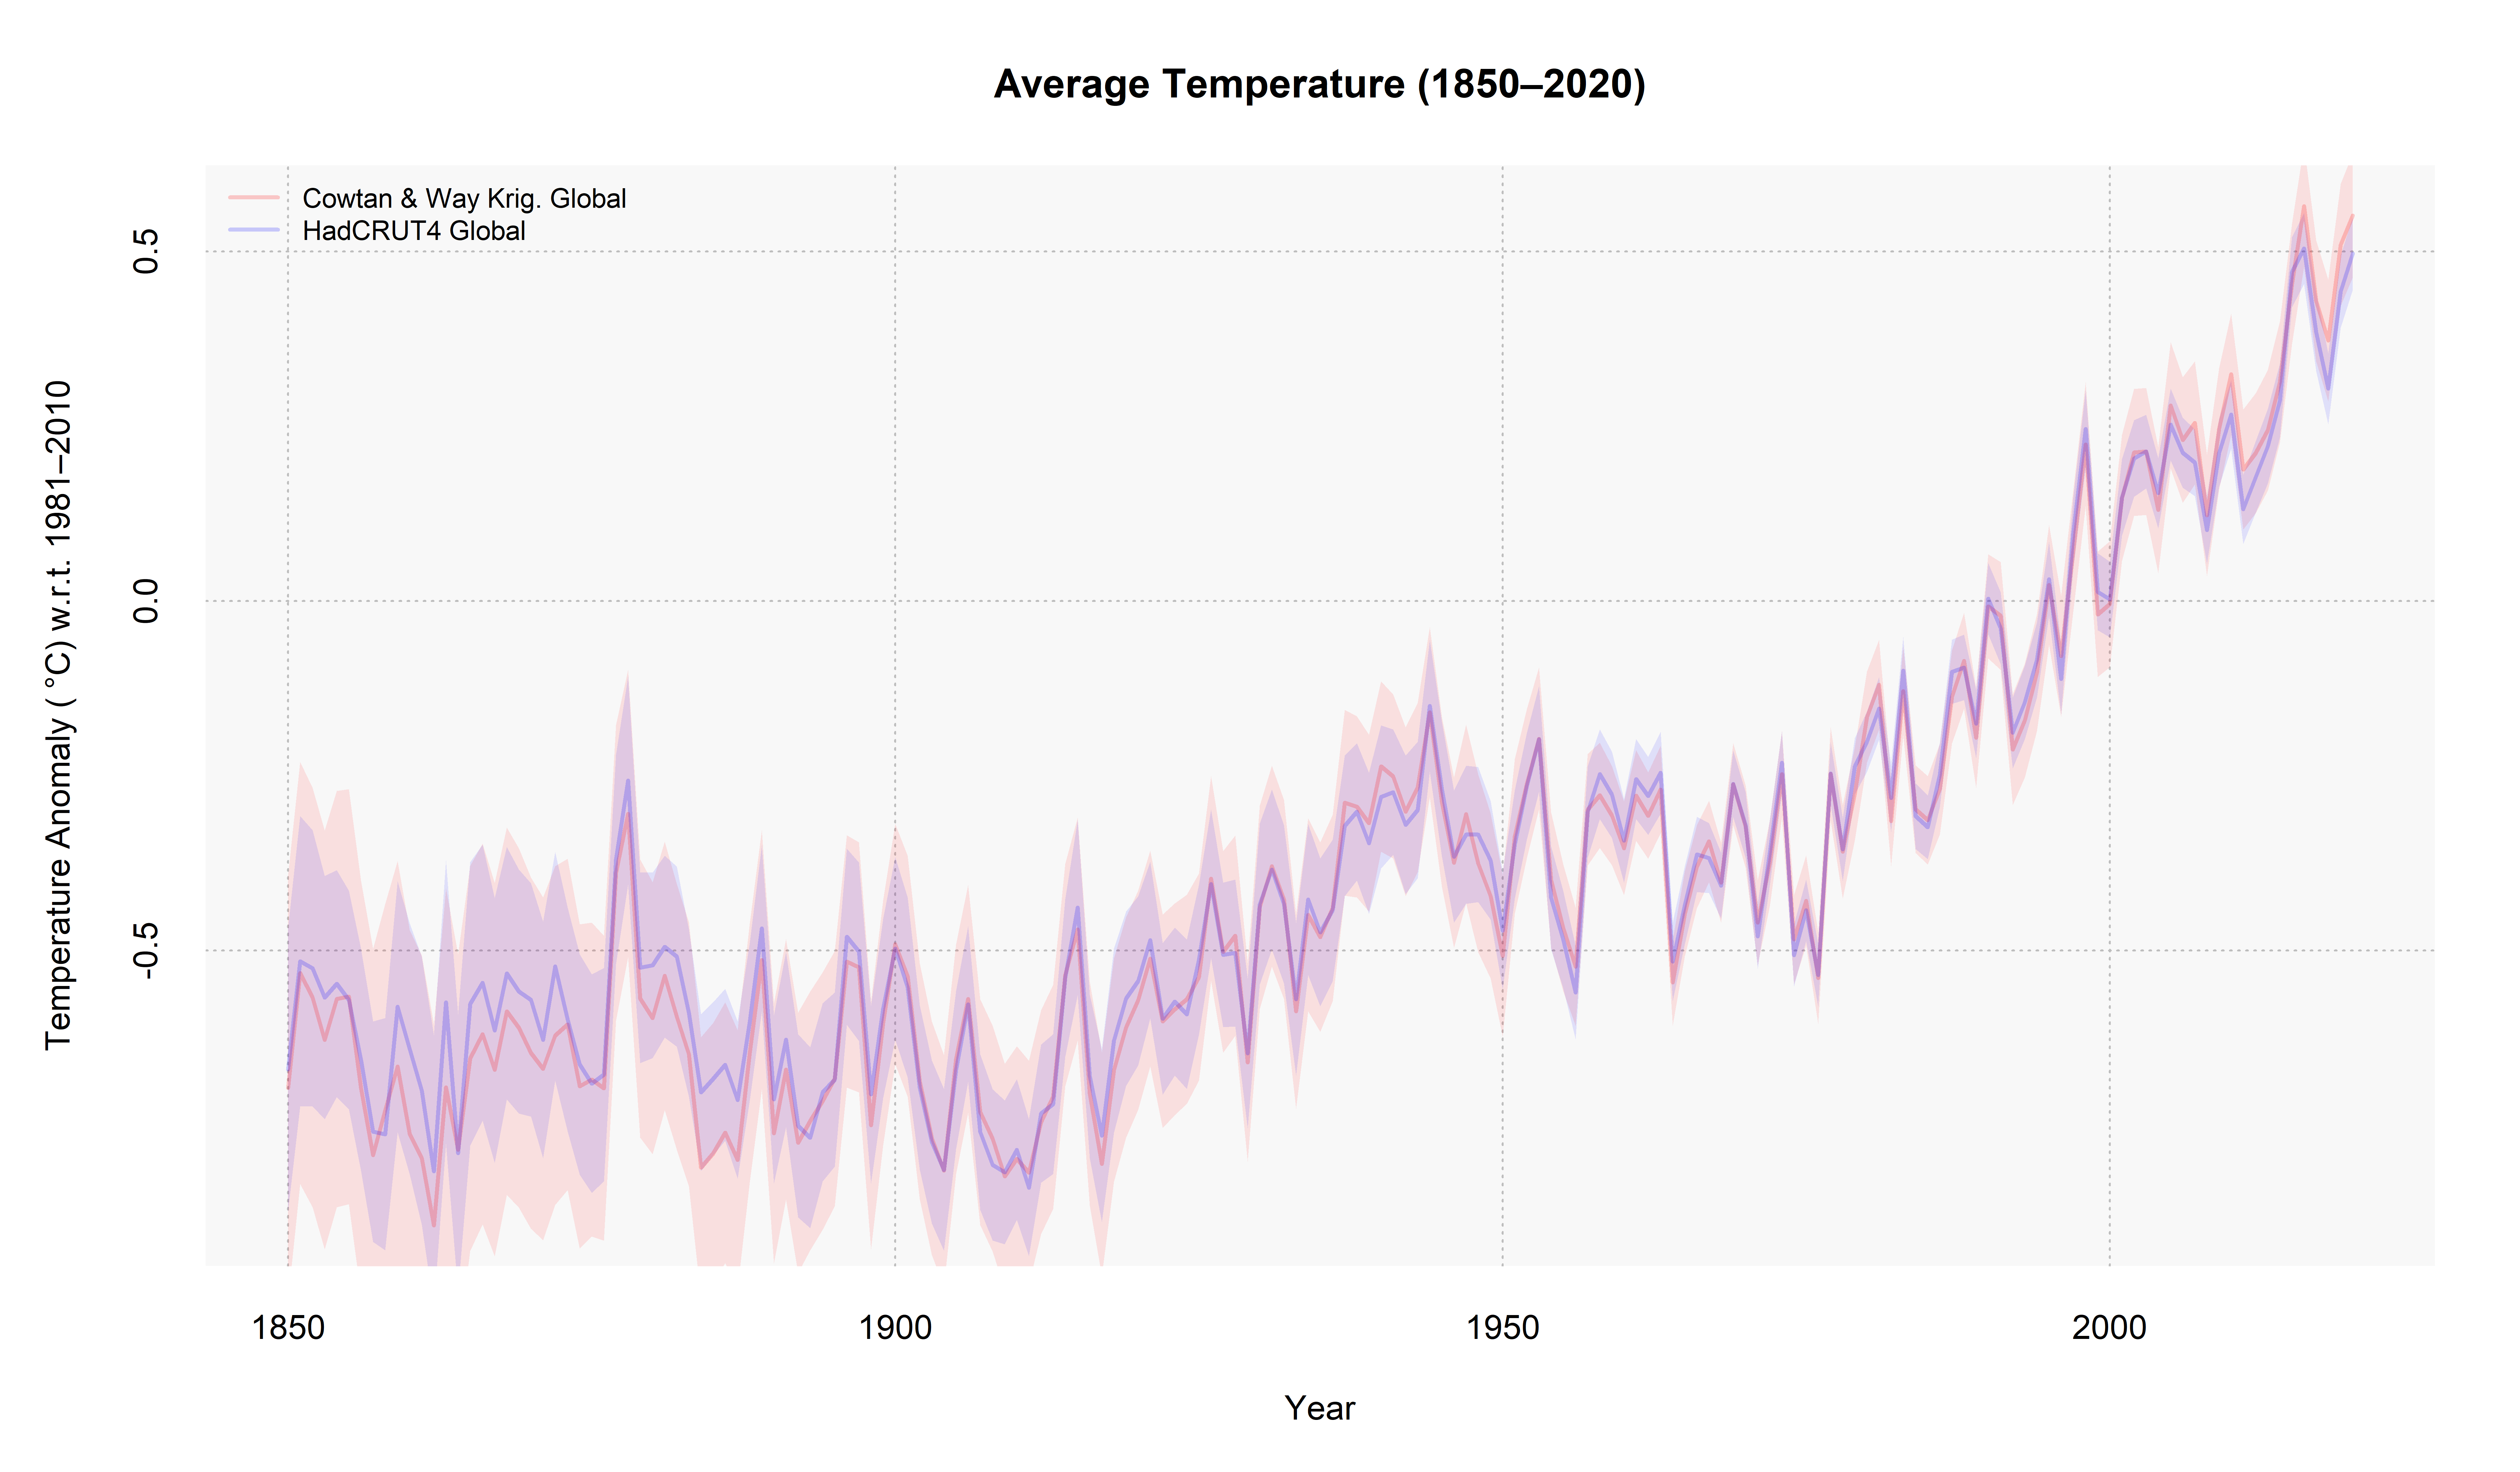 Average Temperature (1850–2020)
Cowtan & Way Krig. Global
HadCRUT4 Global
Temperature Anomaly ( °C) w.r.t. 1981–2010
0.5
0.0
-0.5
1850 1900 1950 2000
Year